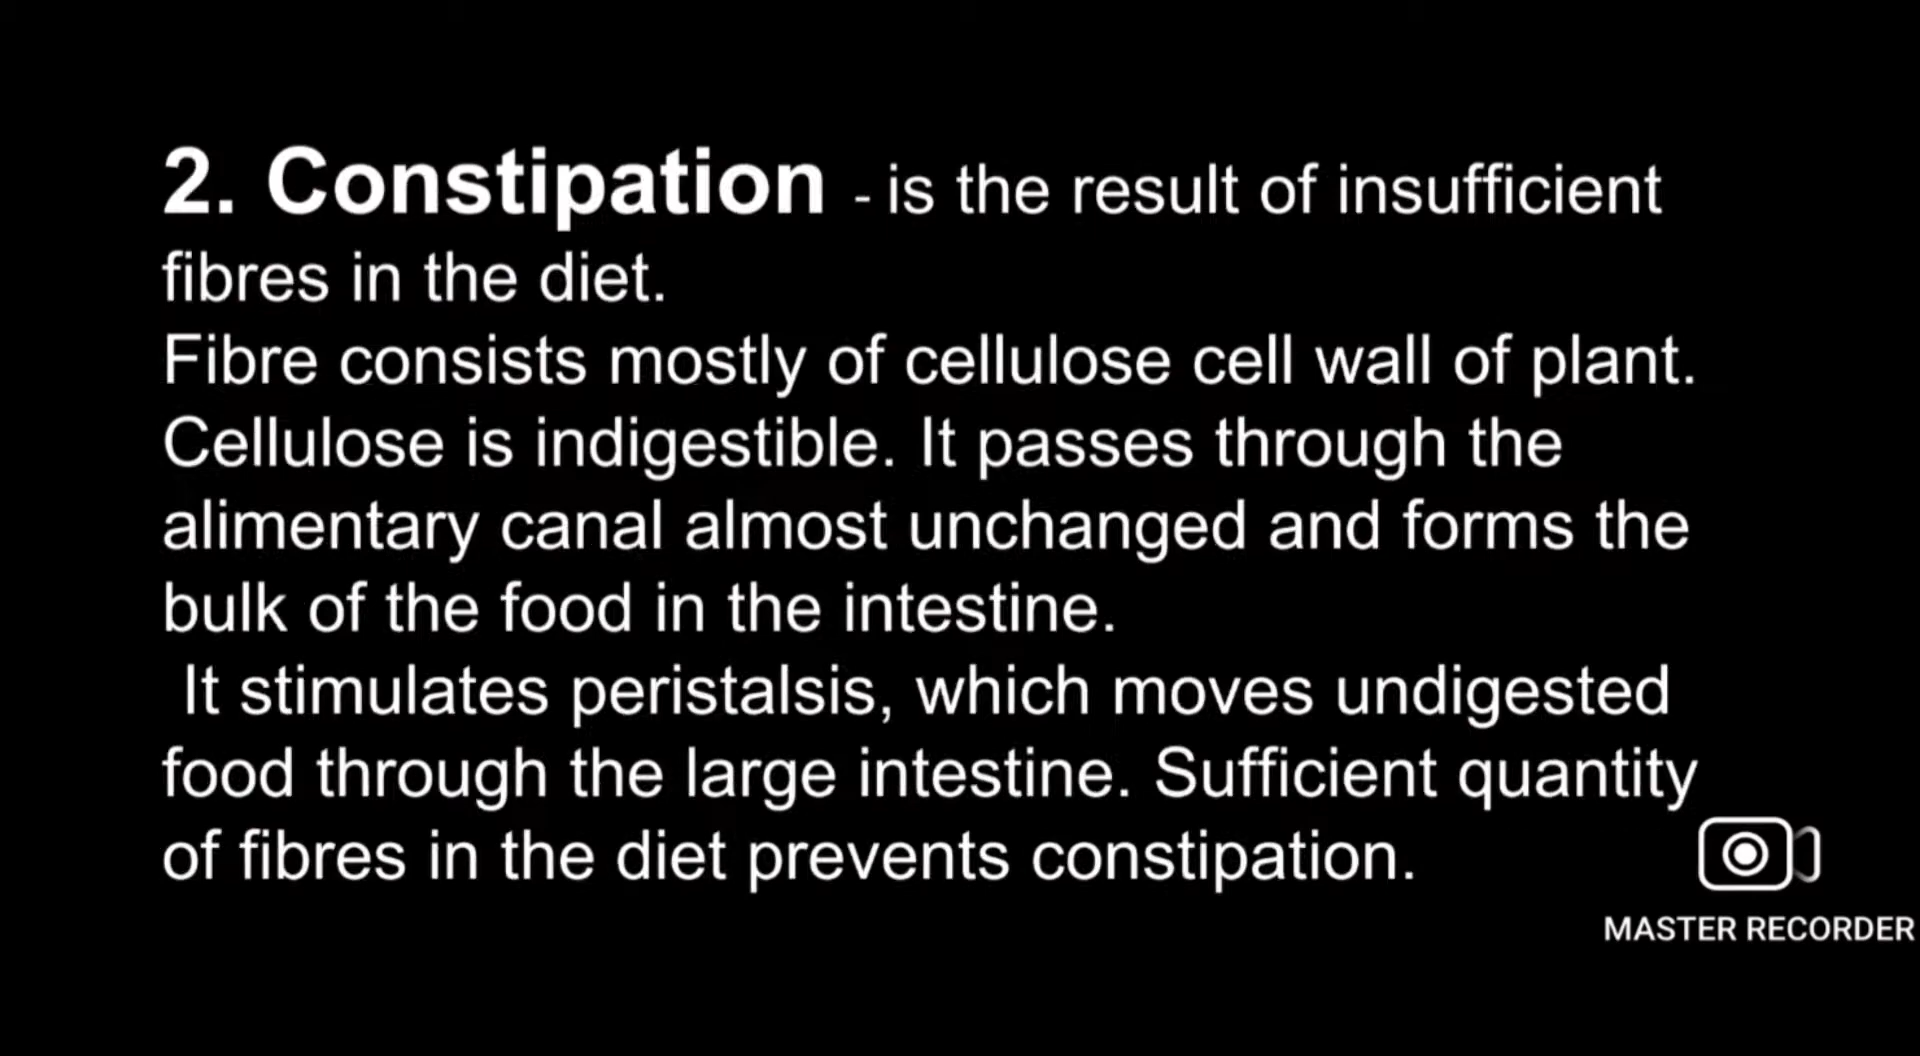 2. Constipation - is the result of insufficient
fibres in the diet.
Fibre consists mostly of cellulose cell wall of plant.
Cellulose is indigestible. It passes through the
alimentary canal almost unchanged and forms the
bulk of the food in the intestine.
It stimulates peristalsis, which moves undigested
food through the large intestine. Sufficient quantity
of fibres in the diet prevents constipation.
MASTER RECORDER